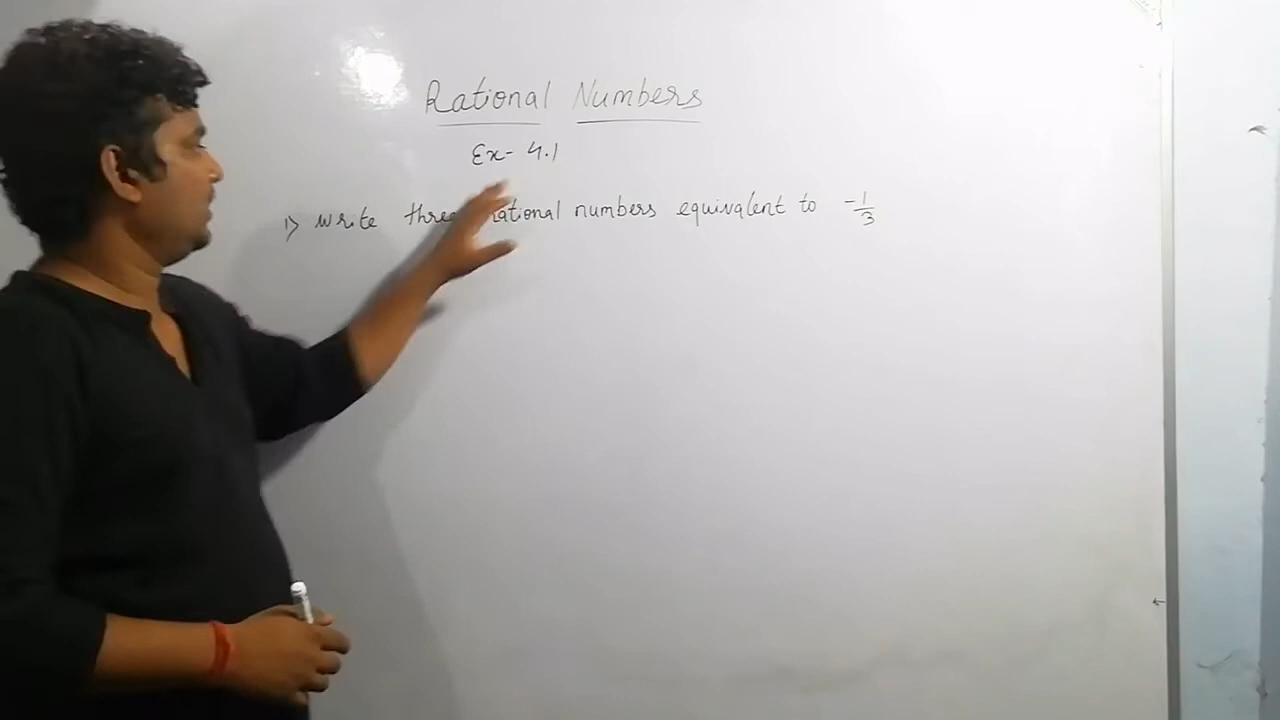 Rational Numbers
Ex- 4.1
1> write three rational numbers equivalent to -1/3